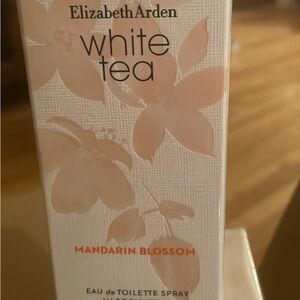 Elizabeth Arden
white
tea
MANDARIN BLOSSOM
EAU de TOILETTE SPRAY